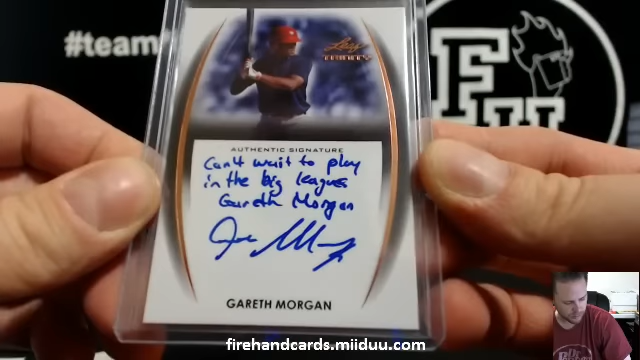 #team
FH
Leaf
AUTHENTIC SIGNATURE
Can't wait to play
in the big leagues
Gareth Morgan
GARETH MORGAN
firehandcards.miiduu.com